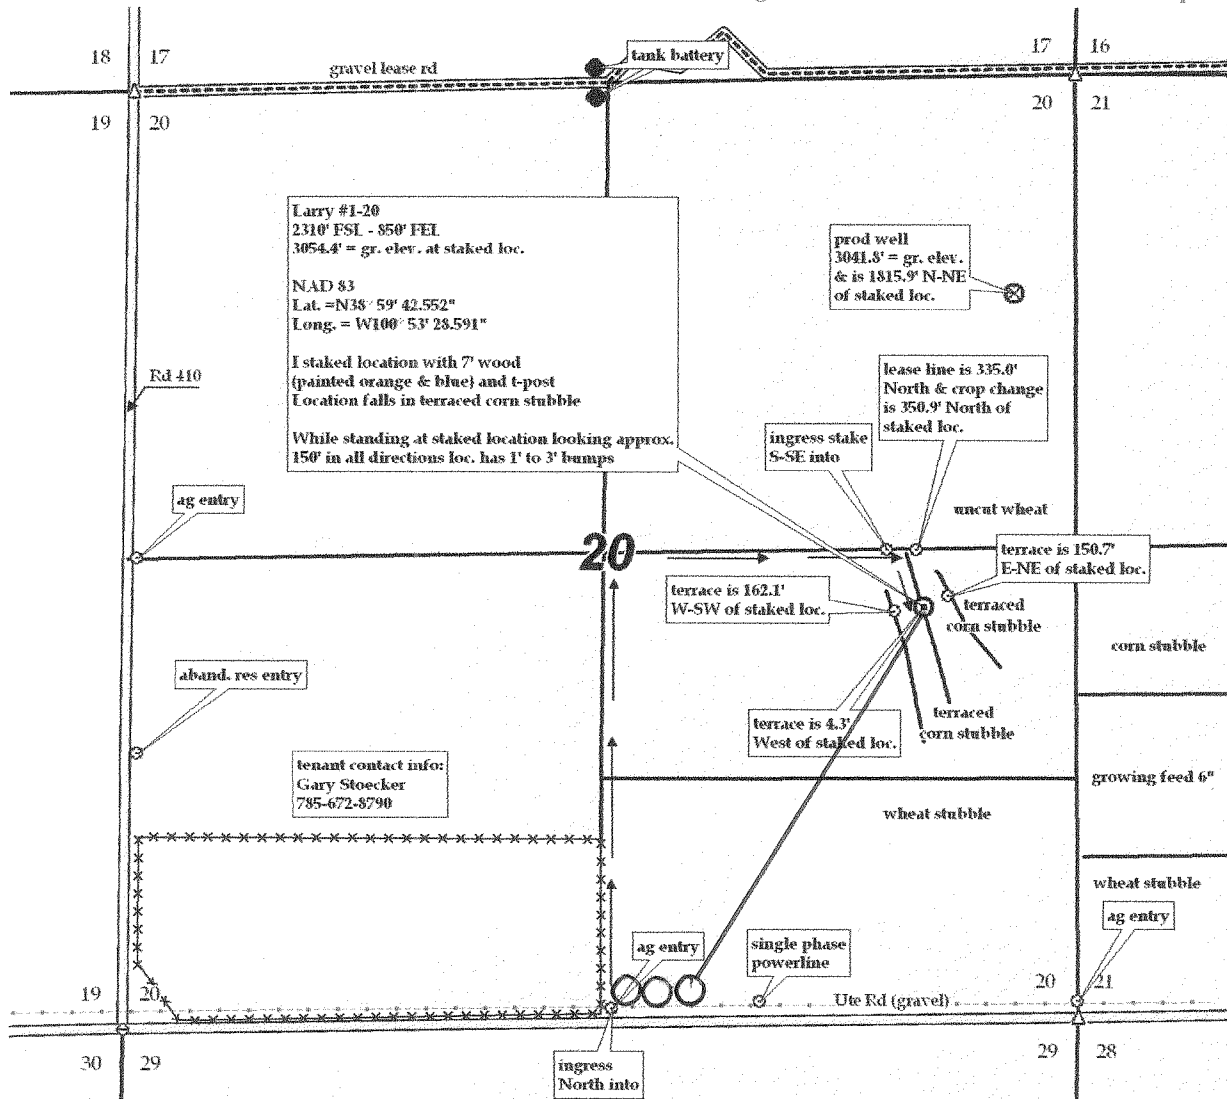 18
17
gravel lease rd
tank battery
17
16
19
20
20
21
Larry #1-20
2310' FSL - 850' FEL
3054.4' = gr. elev. at staked loc.
NAD 83
Lat. =N38° 59' 42.552"
Long. = W100° 53' 28.591"
I staked location with 7' wood
(painted orange & blue) and t-post
Location falls in terraced corn stubble
While standing at staked location looking approx.
150' in all directions loc. has 1' to 3' bumps
prod well
3041.8' = gr. elev.
& is 1815.9' N-NE
of staked loc.
Rd 410
lease line is 335.0'
North & crop change
is 350.9' North of
staked loc.
ingress stake
S-SE into
ag entry
uncut wheat
20
terrace is 150.7'
E-NE of staked loc.
terrace is 162.1'
W-SW of staked loc.
terraced
corn stubble
corn stubble
aband. res entry
terrace is 4.3'
West of staked loc.
terraced
corn stubble
tenant contact info:
Gary Stoecker
785-672-8790
growing feed 6"
wheat stubble
wheat stubble
ag entry
ag entry
single phase
powerline
19
20
Ute Rd (gravel)
20
21
30
29
ingress
North into
29
28